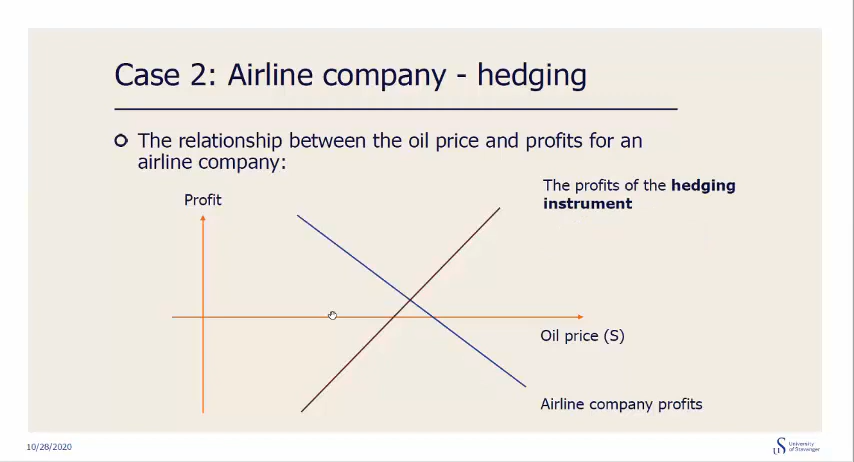 Case 2: Airline company - hedging
The relationship between the oil price and profits for an
airline company:
The profits of the hedging
instrument
Profit
Oil price (S)
Airline company profits
10/28/2020
University
of Stavanger